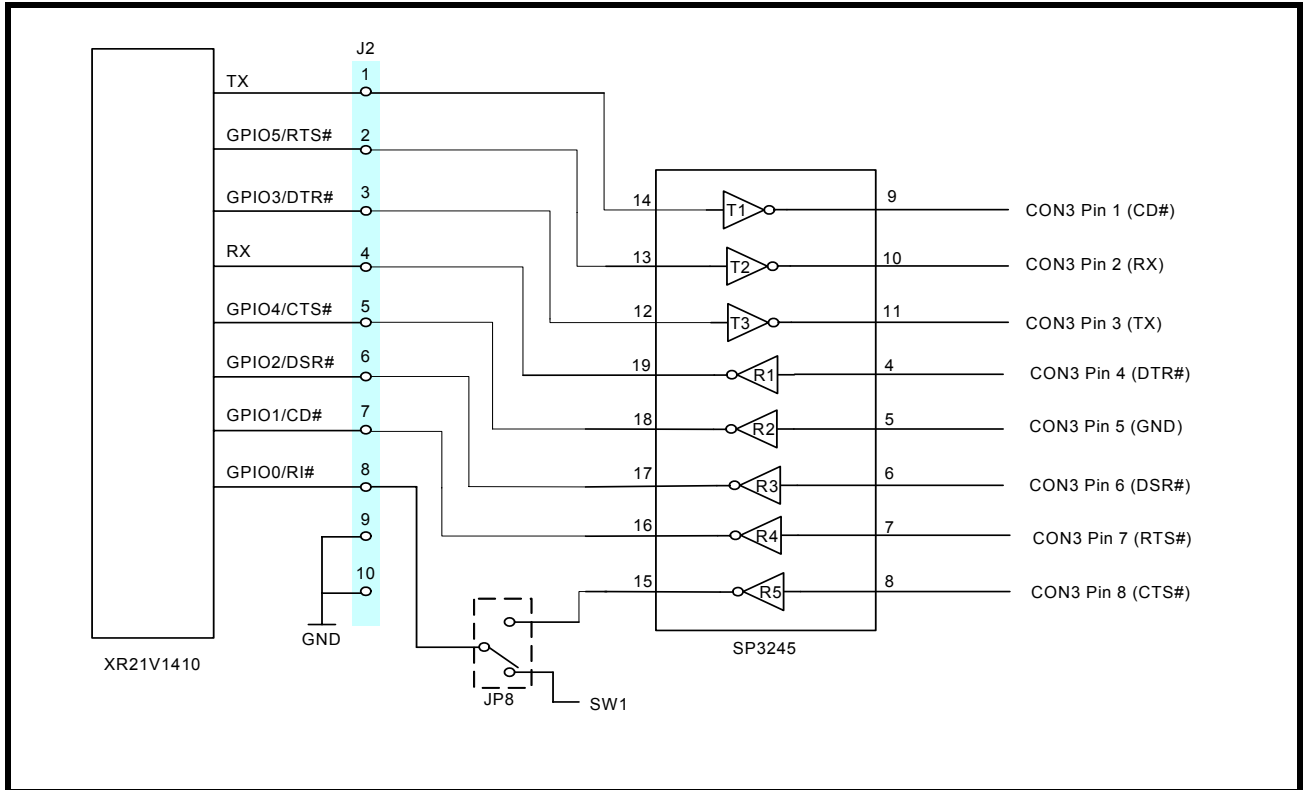 J2
1
TX
GPIO5/RTS#
2
GPIO3/DTR#
3
RX
4
GPIO4/CTS#
5
GPIO2/DSR#
6
GPIO1/CD#
7
GPIO0/RI#
8
9
10
GND
XR21V1410
JP8
SW1
14
T1
9
CON3 Pin 1 (CD#)
13
T2
10
CON3 Pin 2 (RX)
12
T3
11
CON3 Pin 3 (TX)
19
R1
4
CON3 Pin 4 (DTR#)
18
R2
5
CON3 Pin 5 (GND)
17
R3
6
CON3 Pin 6 (DSR#)
16
R4
7
CON3 Pin 7 (RTS#)
15
R5
8
CON3 Pin 8 (CTS#)
SP3245